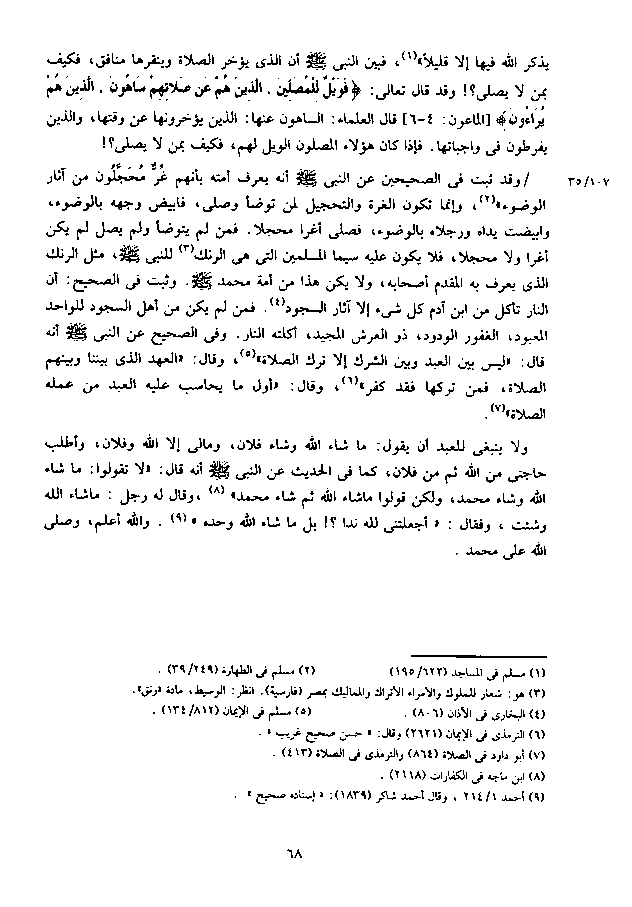 يذكر الله فيها إلا قليلاً»(١)، فبين النبى ﷺ أن الذى يؤخر الصلاة وينقرها منافق، فكيف
بمن لا يصلى؟! وقد قال تعالى: ﴿فَوَيْلٌ لِّلْمُصَلِّينَ . الَّذِينَ هُمْ عَن صَلاتِهِمْ سَاهُونَ . الَّذِينَ هُمْ
يُرَاءُونَ﴾ [الماعون: ٤-٦] قال العلماء: الساهون عنها: الذين يؤخرونها عن وقتها، والذين
يفرطون فى واجباتها. فإذا كان هؤلاء المصلون الويل لهم، فكيف بمن لا يصلى؟!
٣٥/١٠٧ / وقد ثبت فى الصحيحين عن النبى ﷺ أنه يعرف أمته بأنهم غُرٌّ مُحَجَّلُون من آثار
الوضوء»(٢)، وإنما تكون الغرة والتحجيل لمن توضأ وصلى، فابيض وجهه بالوضوء،
وابيضت يداه ورجلاه بالوضوء، فصلى أغرا محجلا. فمن لم يتوضأ ولم يصل لم يكن
أغرا ولا محجلا، فلا يكون عليه سيما المسلمين التى هى الرنك(٣) للنبى ﷺ، مثل الرنك
الذى يعرف به المقدم أصحابه، ولا يكن هذا من أمة محمد ﷺ. وثبت فى الصحيح: أن
النار تأكل من ابن آدم كل شىء إلا آثار السجود(٤). فمن لم يكن من أهل السجود للواحد
المعبود، الغفور الودود، ذو العرش المجيد، أكلته النار. وفى الصحيح عن النبى ﷺ أنه
قال: «ليس بين العبد وبين الشرك إلا ترك الصلاة»(٥)، وقال: «العهد الذى بيننا وبينهم
الصلاة، فمن تركها فقد كفر»(٦)، وقال: «أول ما يحاسب عليه العبد من عمله
الصلاة»(٧).
ولا ينبغى للعبد أن يقول: ما شاء الله وشاء فلان، ومالى إلا الله وفلان، وأطلب
حاجتى من الله ثم من فلان، كما فى الحديث عن النبى ﷺ أنه قال: «لا تقولوا: ما شاء
الله وشاء محمد، ولكن قولوا ماشاء الله ثم شاء محمد» (٨) ،وقال له رجل : ماشاء الله
وشئت ، وفقال : « أجعلتنى لله ندا ؟! بل ما شاء الله وحده » (٩) . والله أعلم، وصلى
الله على محمد .
(١) مسلم فى المساجد (١٩٥/٦٢٣) (٢) مسلم فى الطهارة (٣٩/٢٤٩) .
(٣) هو: شعار للملوك والأمراء الأتراك والمماليك بمصر (فارسية). انظر: الوسيط، مادة «رنق».
(٤) البخارى فى الأذان (٨٠٦) . (٥) مسلم فى الإيمان (١٣٤/٨١٢) .
(٦) الترمذى فى الإيمان (٢٦٢١) وقال: « حسن صحيح غريب » .
(٧) أبو داود فى الصلاة (٨٦٤) والترمذى فى الصلاة (٤١٣) .
(٨) ابن ماجه فى الكفارات (٢١١٨) .
(٩) أحمد ٢١٤/١ ، وقال أحمد شاكر (١٨٣٩): « إسناده صحيح » .
٦٨